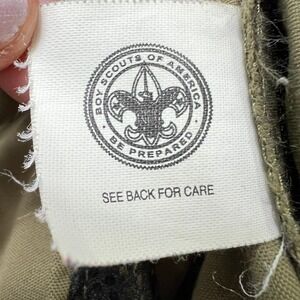 BOY SCOUTS OF AMERICA
BE PREPARED
SEE BACK FOR CARE